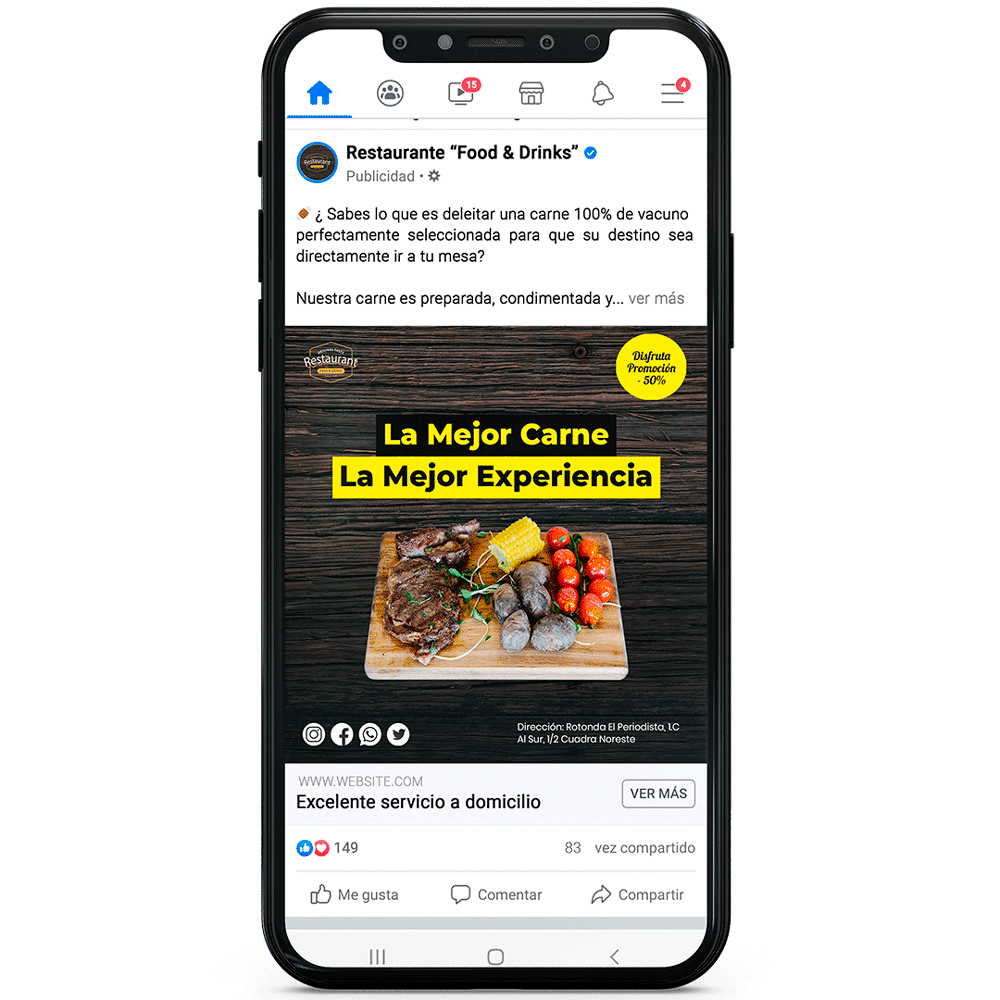 15
4
Restaurante “Food & Drinks”
Publicidad •
¿ Sabes lo que es deleitar una carne 100% de vacuno
perfectamente seleccionada para que su destino sea
directamente ir a tu mesa?
Nuestra carne es preparada, condimentada y... ver más
Restaurant
Disfruta
Promoción
- 50%
La Mejor Carne
La Mejor Experiencia
Dirección: Rotonda El Periodista, 1.C
Al Sur, 1/2 Cuadra Noreste
WWW.WEBSITE.COM
Excelente servicio a domicilio
VER MÁS
149
83 vez compartido
Me gusta
Comentar
Compartir